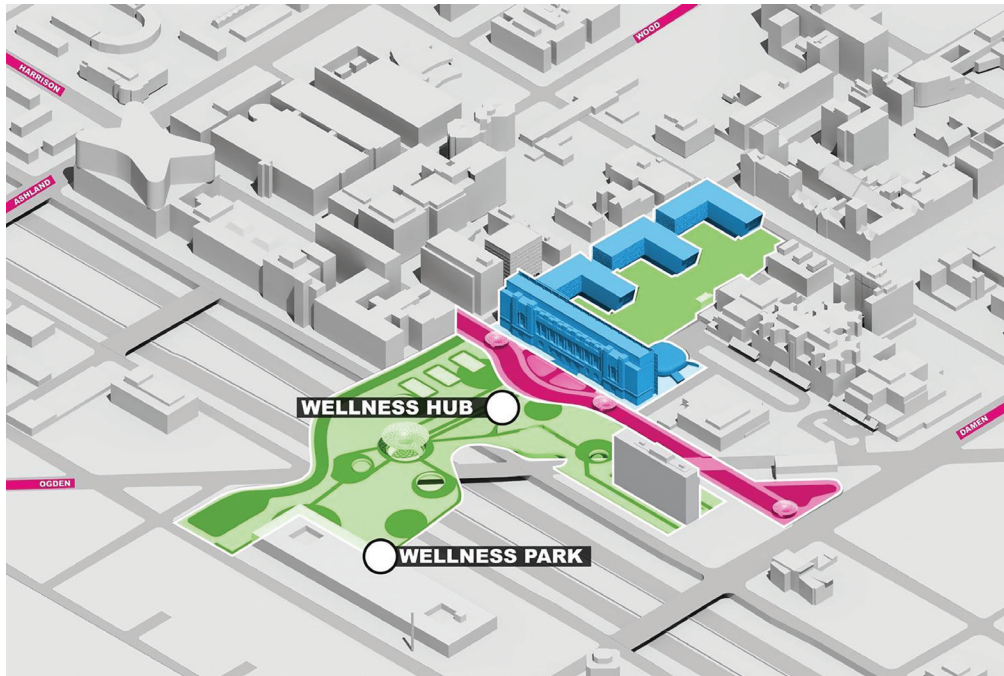 WOOD
HARRISON
ASHLAND
WELLNESS HUB
DAMEN
OGDEN
WELLNESS PARK